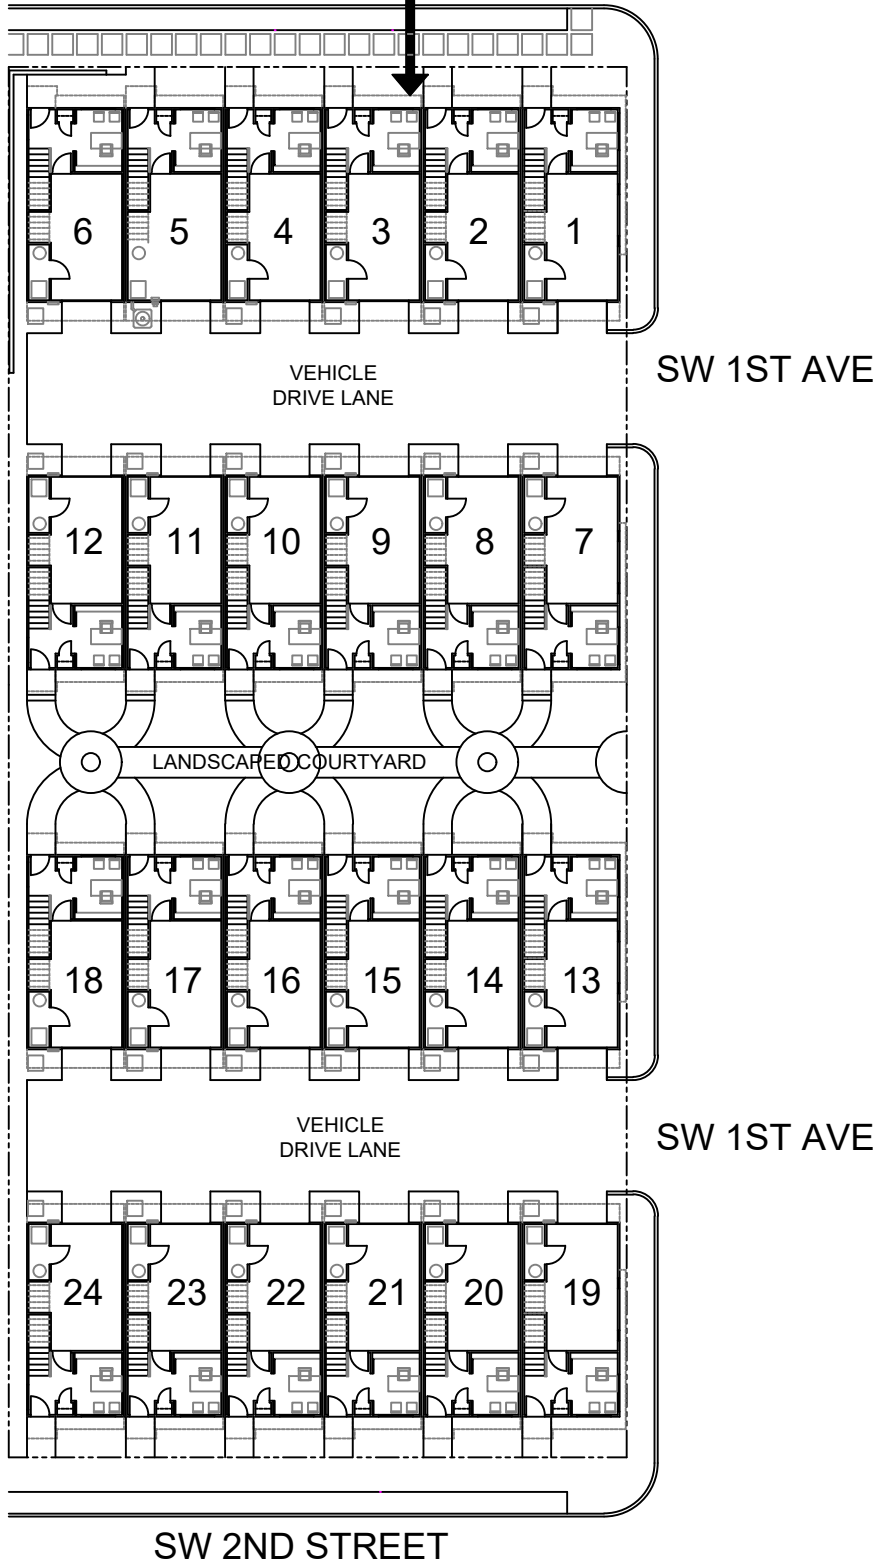 6 5 4 3 2 1
VEHICLE
DRIVE LANE
SW 1ST AVE
12 11 10 9 8 7
LANDSCAPED COURTYARD
18 17 16 15 14 13
VEHICLE
DRIVE LANE
SW 1ST AVE
24 23 22 21 20 19
SW 2ND STREET